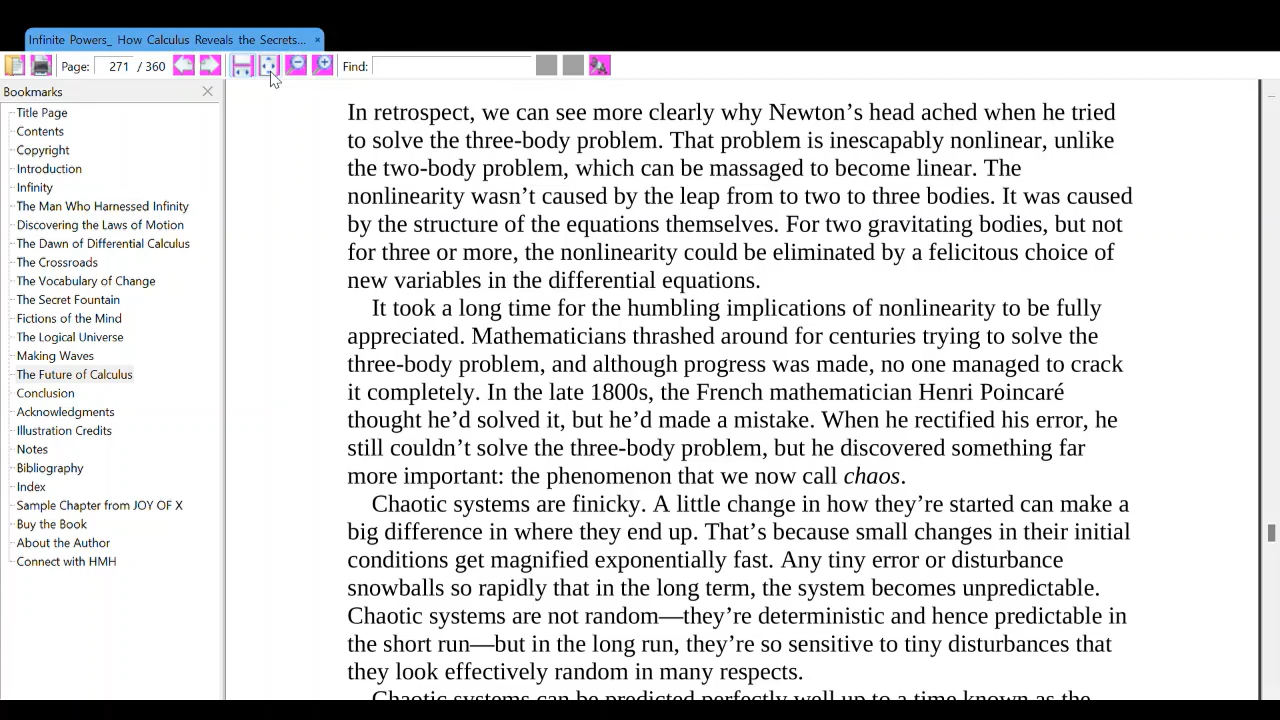 Infinite Powers_ How Calculus Reveals the Secrets... ×
Page: 271 / 360 Find:
Bookmarks
Title Page
Contents
Copyright
Introduction
Infinity
The Man Who Harnessed Infinity
Discovering the Laws of Motion
The Dawn of Differential Calculus
The Crossroads
The Vocabulary of Change
The Secret Fountain
Fictions of the Mind
The Logical Universe
Making Waves
The Future of Calculus
Conclusion
Acknowledgments
Illustration Credits
Notes
Bibliography
Index
Sample Chapter from JOY OF X
Buy the Book
About the Author
Connect with HMH
In retrospect, we can see more clearly why Newton’s head ached when he tried
to solve the three-body problem. That problem is inescapably nonlinear, unlike
the two-body problem, which can be massaged to become linear. The
nonlinearity wasn’t caused by the leap from to two to three bodies. It was caused
by the structure of the equations themselves. For two gravitating bodies, but not
for three or more, the nonlinearity could be eliminated by a felicitous choice of
new variables in the differential equations.
It took a long time for the humbling implications of nonlinearity to be fully
appreciated. Mathematicians thrashed around for centuries trying to solve the
three-body problem, and although progress was made, no one managed to crack
it completely. In the late 1800s, the French mathematician Henri Poincaré
thought he’d solved it, but he’d made a mistake. When he rectified his error, he
still couldn’t solve the three-body problem, but he discovered something far
more important: the phenomenon that we now call chaos.
Chaotic systems are finicky. A little change in how they’re started can make a
big difference in where they end up. That’s because small changes in their initial
conditions get magnified exponentially fast. Any tiny error or disturbance
snowballs so rapidly that in the long term, the system becomes unpredictable.
Chaotic systems are not random—they’re deterministic and hence predictable in
the short run—but in the long run, they’re so sensitive to tiny disturbances that
they look effectively random in many respects.
Chaotic systems can be predicted perfectly well up to a time known as the